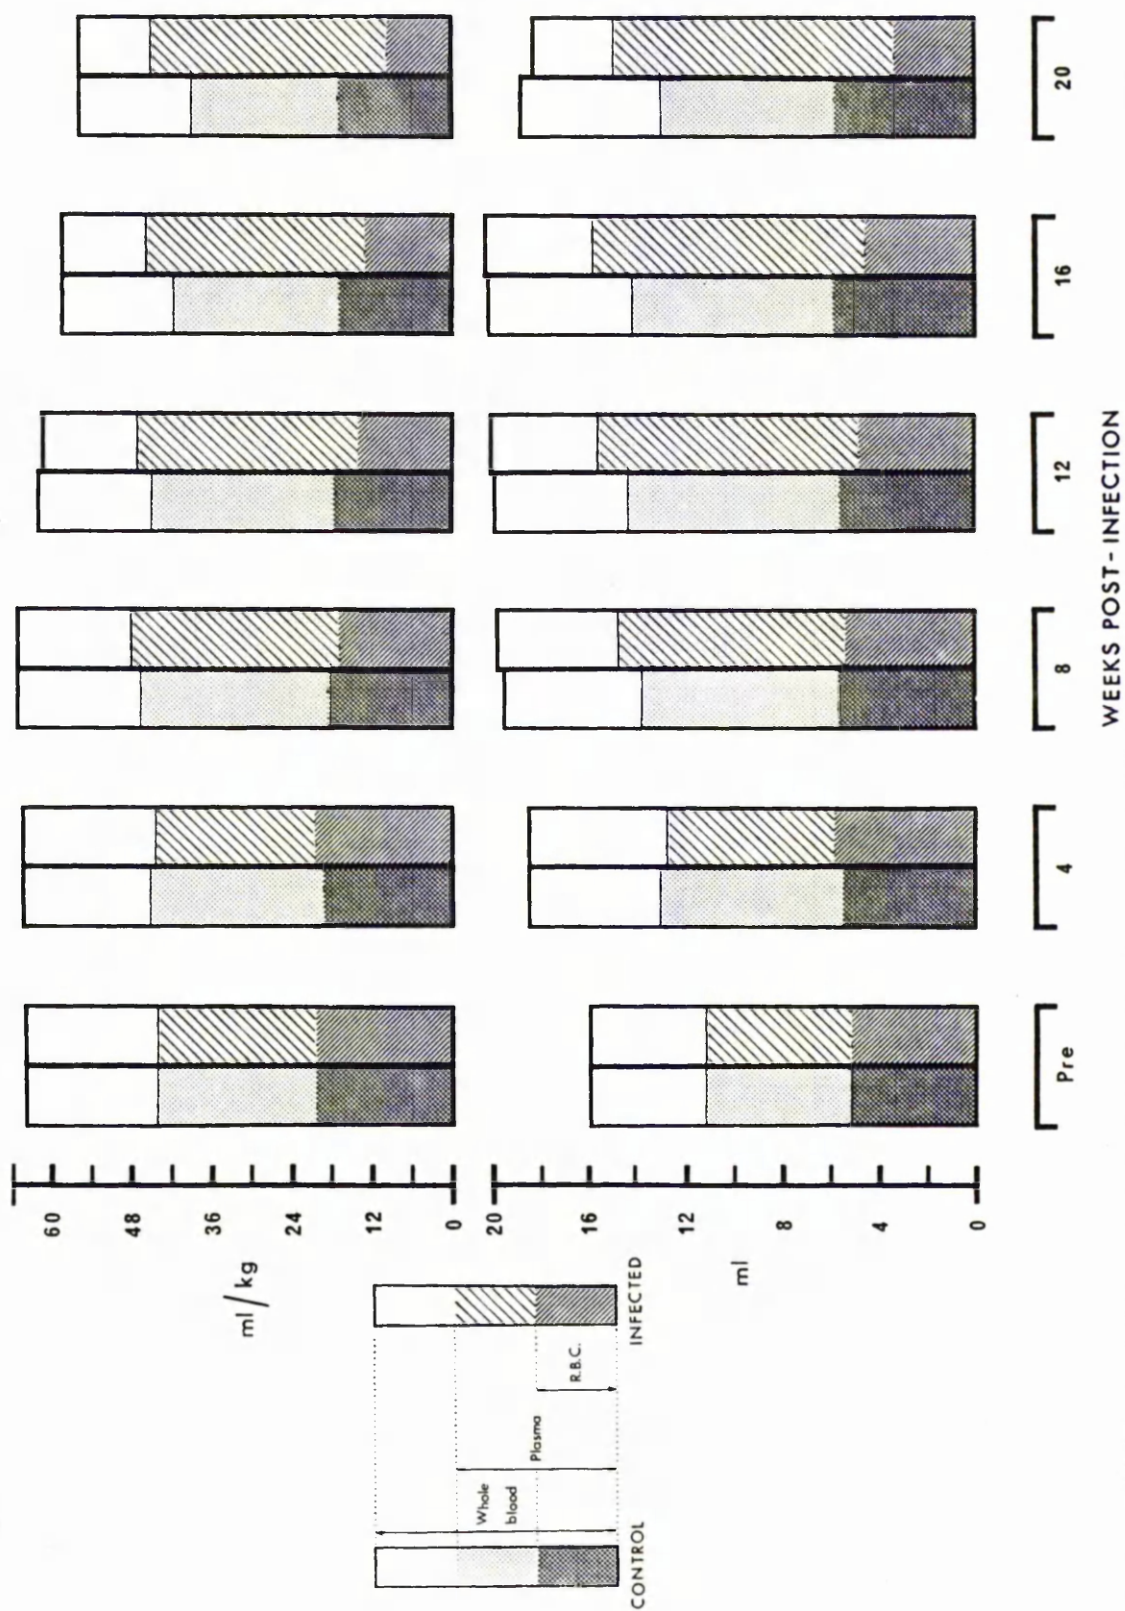 60
48
36
24
12
0
ml / kg
20
16
12
8
4
0
ml
Pre
4
8
12
16
20
WEEKS POST-INFECTION
CONTROL
Whole
blood
Plasma
R.B.C.
INFECTED